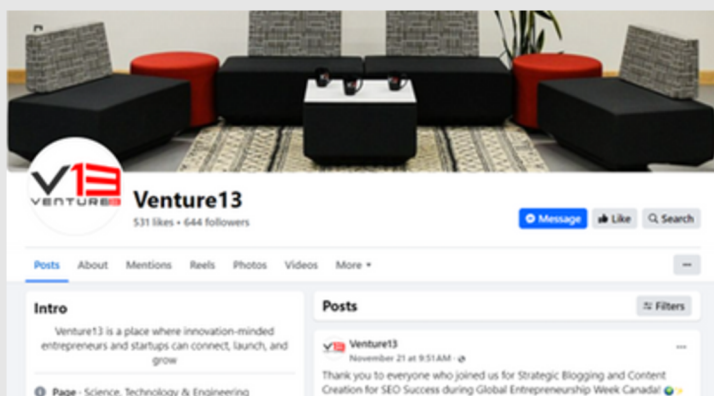 V13
VENTURE13
Venture13
531 likes • 644 followers
Message
Like
Search
Posts
About
Mentions
Reels
Photos
Videos
More
Intro
Venture13 is a place where innovation-minded
entrepreneurs and startups can connect, launch, and
grow
Page · Science, Technology & Engineering
Posts
Filters
Venture13
November 21 at 9:51 AM ·
Thank you to everyone who joined us for Strategic Blogging and Content
Creation for SEO Success during Global Entrepreneurship Week Canada!